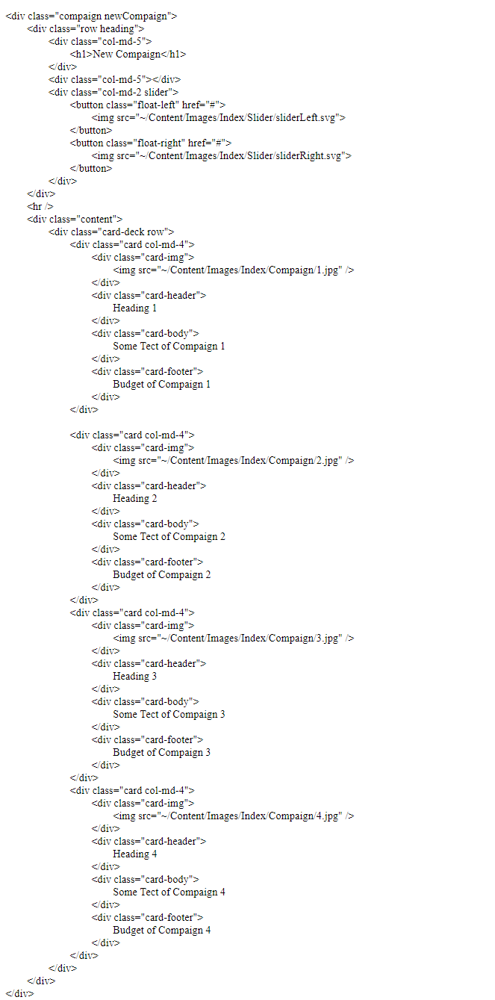 <div class="compaign newCompaign">
<div class="row heading">
<div class="col-md-5">
<h1>New Compaign</h1>
</div>
<div class="col-md-5"></div>
<div class="col-md-2 slider">
<button class="float-left" href="#">
<img src="~/Content/Images/Index/Slider/sliderLeft.svg">
</button>
<button class="float-right" href="#">
<img src="~/Content/Images/Index/Slider/sliderRight.svg">
</button>
</div>
</div>
<hr />
<div class="content">
<div class="card-deck row">
<div class="card col-md-4">
<div class="card-img">
<img src="~/Content/Images/Index/Compaign/1.jpg" />
</div>
<div class="card-header">
Heading 1
</div>
<div class="card-body">
Some Tect of Compaign 1
</div>
<div class="card-footer">
Budget of Compaign 1
</div>
</div>
<div class="card col-md-4">
<div class="card-img">
<img src="~/Content/Images/Index/Compaign/2.jpg" />
</div>
<div class="card-header">
Heading 2
</div>
<div class="card-body">
Some Tect of Compaign 2
</div>
<div class="card-footer">
Budget of Compaign 2
</div>
</div>
<div class="card col-md-4">
<div class="card-img">
<img src="~/Content/Images/Index/Compaign/3.jpg" />
</div>
<div class="card-header">
Heading 3
</div>
<div class="card-body">
Some Tect of Compaign 3
</div>
<div class="card-footer">
Budget of Compaign 3
</div>
</div>
<div class="card col-md-4">
<div class="card-img">
<img src="~/Content/Images/Index/Compaign/4.jpg" />
</div>
<div class="card-header">
Heading 4
</div>
<div class="card-body">
Some Tect of Compaign 4
</div>
<div class="card-footer">
Budget of Compaign 4
</div>
</div>
</div>
</div>
</div>